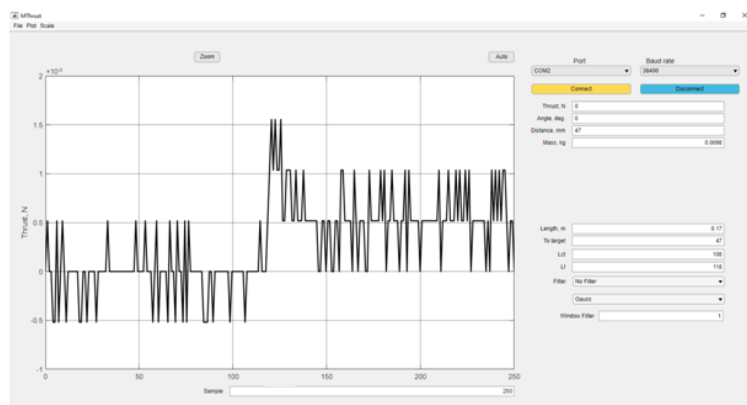 MThrust
File Plot Scale
Zoom
Auto
Port
Baud rate
COM2
38400
Connect
Disconnect
Thrust, N 0
Angle, deg. 0
Distance, mm 47
Mass, kg 0.0098
Length, m 0.17
To target 47
Lct 108
Lt 118
Filter No Filter
Gauss
Window Filter: 1
2
1.5
1
0.5
0
-0.5
-1
Thrust, N
0 50 100 150 200 250
Sample 250